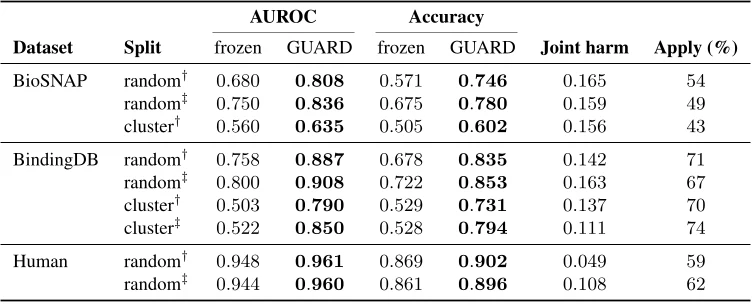 AUROC Accuracy
Dataset Split frozen GUARD frozen GUARD Joint harm Apply (%)
BioSNAP random† 0.680 0.808 0.571 0.746 0.165 54
random‡ 0.750 0.836 0.675 0.780 0.159 49
cluster† 0.560 0.635 0.505 0.602 0.156 43
BindingDB random† 0.758 0.887 0.678 0.835 0.142 71
random‡ 0.800 0.908 0.722 0.853 0.163 67
cluster† 0.503 0.790 0.529 0.731 0.137 70
cluster‡ 0.522 0.850 0.528 0.794 0.111 74
Human random† 0.948 0.961 0.869 0.902 0.049 59
random‡ 0.944 0.960 0.861 0.896 0.108 62